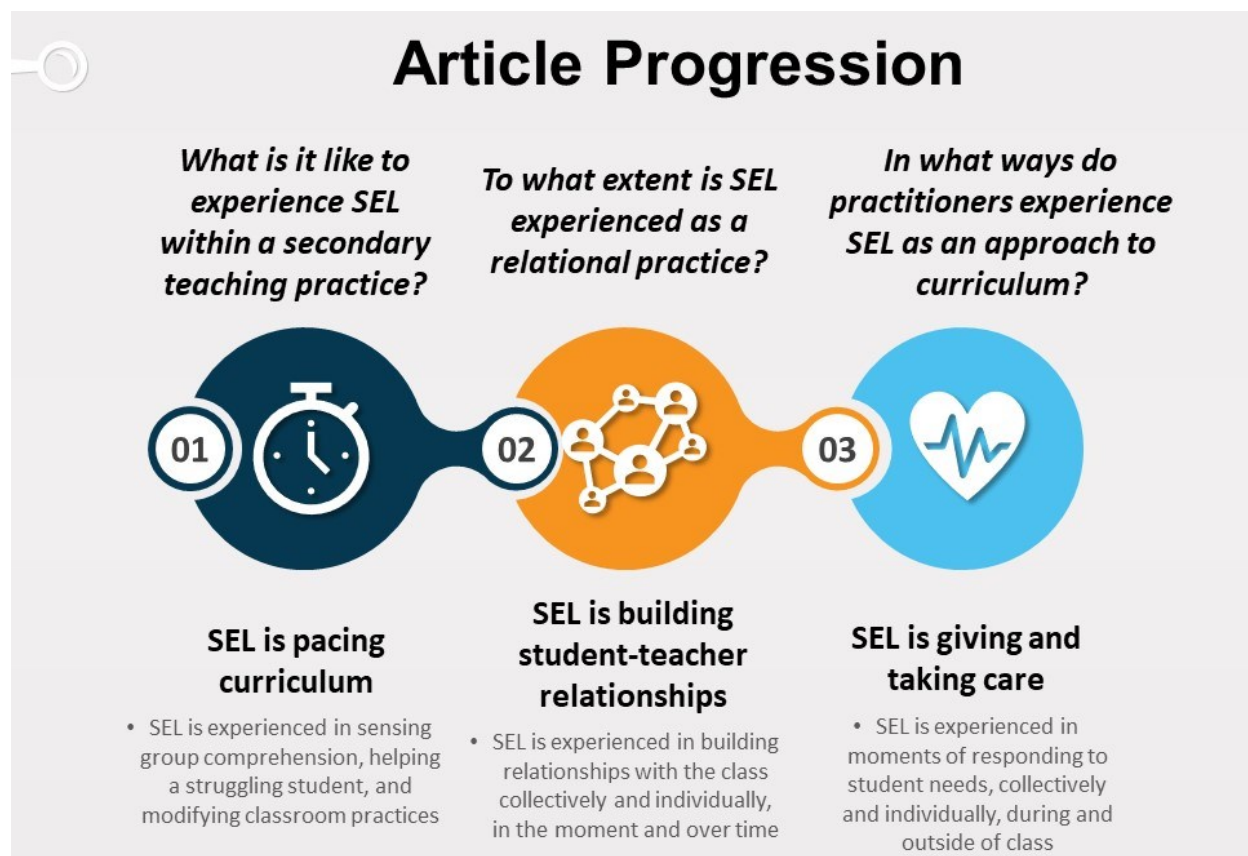 Article Progression
What is it like to
experience SEL
within a secondary
teaching practice?
To what extent is SEL
experienced as a
relational practice?
In what ways do
practitioners experience
SEL as an approach to
curriculum?
01
02
03
SEL is pacing
curriculum
• SEL is experienced in sensing
group comprehension, helping
a struggling student, and
modifying classroom practices
SEL is building
student-teacher
relationships
• SEL is experienced in building
relationships with the class
collectively and individually,
in the moment and over time
SEL is giving and
taking care
• SEL is experienced in
moments of responding to
student needs, collectively
and individually, during and
outside of class